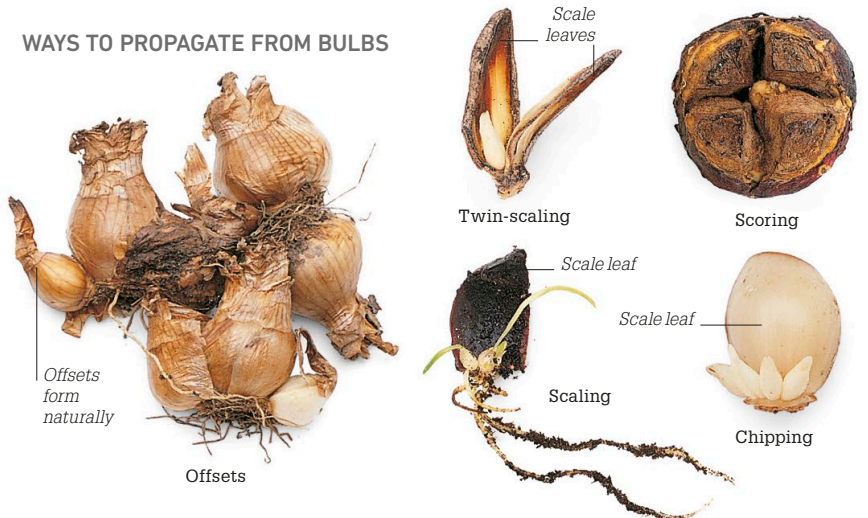 WAYS TO PROPAGATE FROM BULBS
Scale
leaves
Twin-scaling
Scoring
Offsets
form
naturally
Offsets
Scale leaf
Scaling
Scale leaf
Chipping